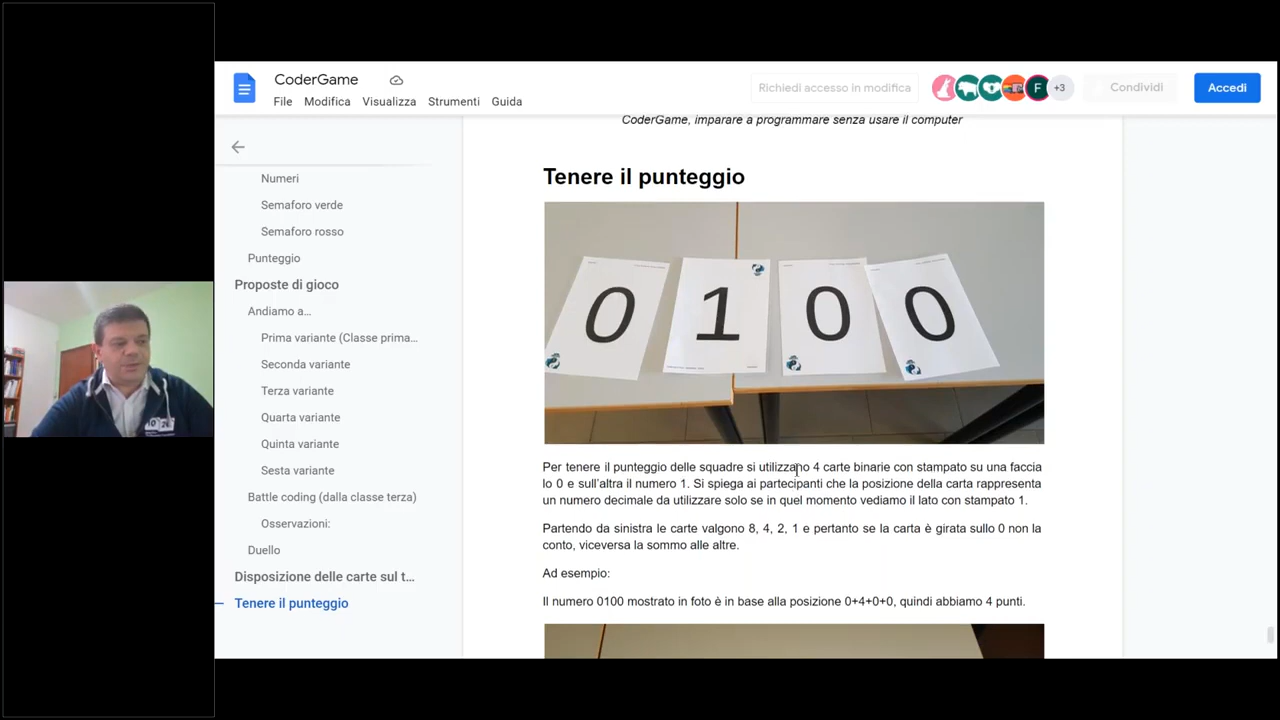 CoderGame
File Modifica Visualizza Strumenti Guida
Richiedi accesso in modifica
F
+3
Condividi
Accedi
Numeri
Semaforo verde
Semaforo rosso
Punteggio
Proposte di gioco
Andiamo a...
Prima variante (Classe prima...
Seconda variante
Terza variante
Quarta variante
Quinta variante
Sesta variante
Battle coding (dalla classe terza)
Osservazioni:
Duello
Disposizione delle carte sul t...
Tenere il punteggio
CoderGame, imparare a programmare senza usare il computer
Tenere il punteggio
0 1 0 0
Per tenere il punteggio delle squadre si utilizzano 4 carte binarie con stampato su una faccia
lo 0 e sull'altra il numero 1. Si spiega ai partecipanti che la posizione della carta rappresenta
un numero decimale da utilizzare solo se in quel momento vediamo il lato con stampato 1.
Partendo da sinistra le carte valgono 8, 4, 2, 1 e pertanto se la carta è girata sullo 0 non la
conto, viceversa la sommo alle altre.
Ad esempio:
Il numero 0100 mostrato in foto è in base alla posizione 0+4+0+0, quindi abbiamo 4 punti.